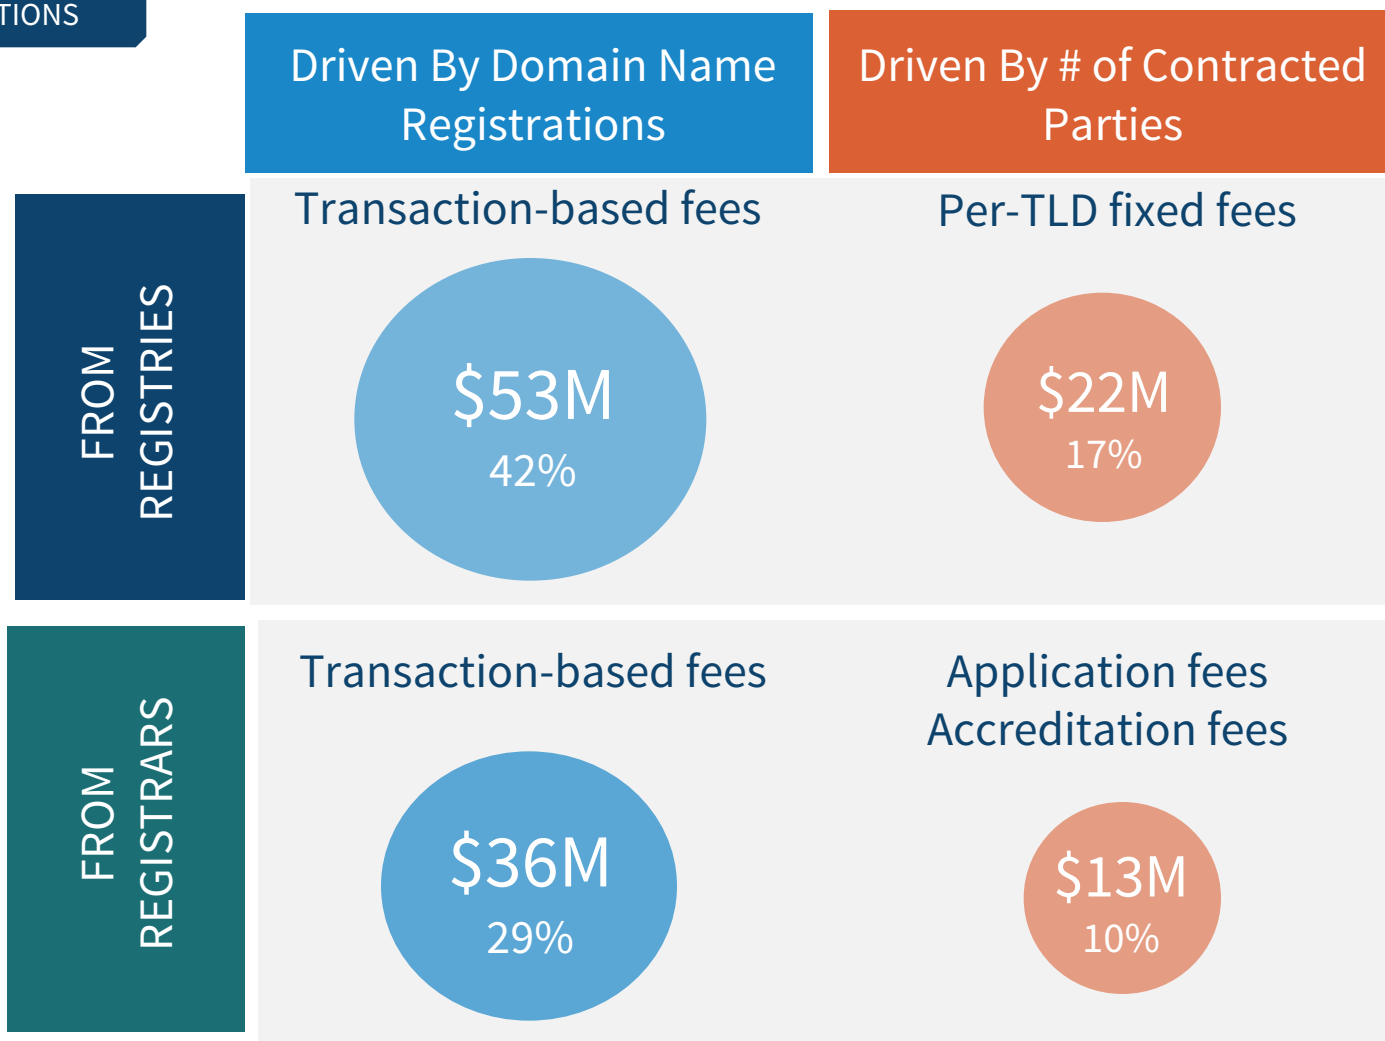 Driven By Domain Name
Registrations
Driven By # of Contracted
Parties
FROM
REGISTRIES
Transaction-based fees
$53M
42%
Per-TLD fixed fees
$22M
17%
FROM
REGISTRARS
Transaction-based fees
$36M
29%
Application fees
Accreditation fees
$13M
10%